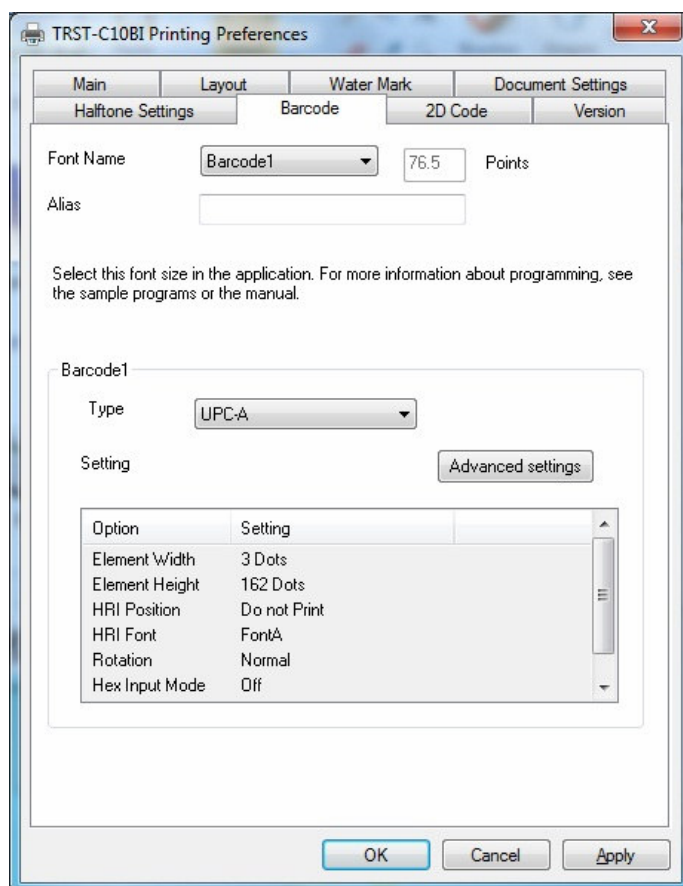 TRST-C10BI Printing Preferences
Main Layout Water Mark Document Settings
Halftone Settings Barcode 2D Code Version
Font Name Barcode1 76.5 Points
Alias
Select this font size in the application. For more information about programming, see
the sample programs or the manual.
Barcode1
Type UPC-A
Setting Advanced settings
Option Setting
Element Width 3 Dots
Element Height 162 Dots
HRI Position Do not Print
HRI Font FontA
Rotation Normal
Hex Input Mode Off
OK Cancel Apply